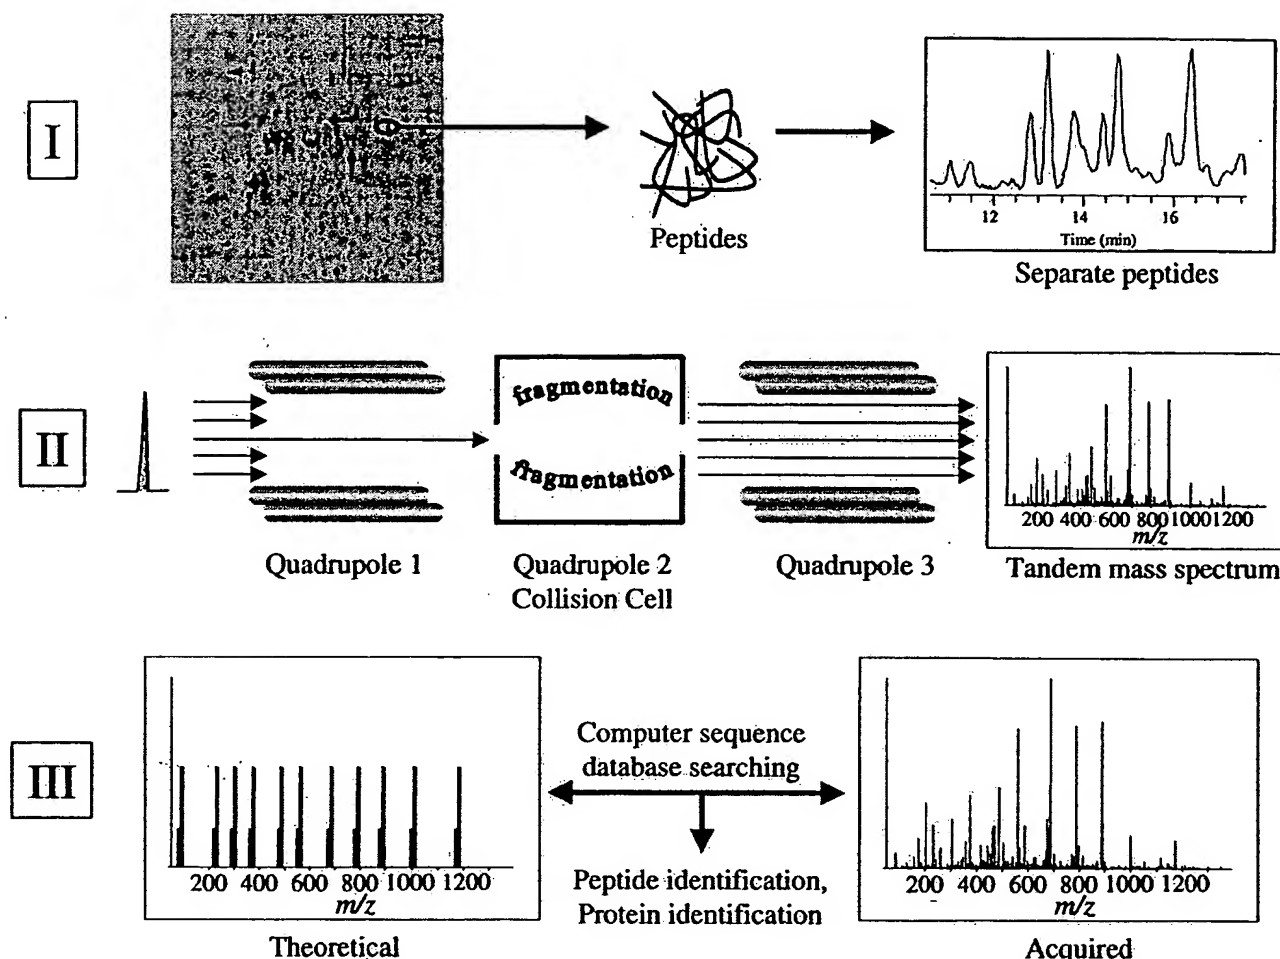 I
Peptides
12 14 16
Time (min)
Separate peptides
II
fragmentation
fragmentation
Quadrupole 1
Quadrupole 2
Collision Cell
Quadrupole 3
200 400 600 800 1000 1200
m/z
Tandem mass spectrum
III
200 400 600 800 1000 1200
m/z
Theoretical
Computer sequence
database searching
Peptide identification,
Protein identification
200 400 600 800 1000 1200
m/z
Acquired